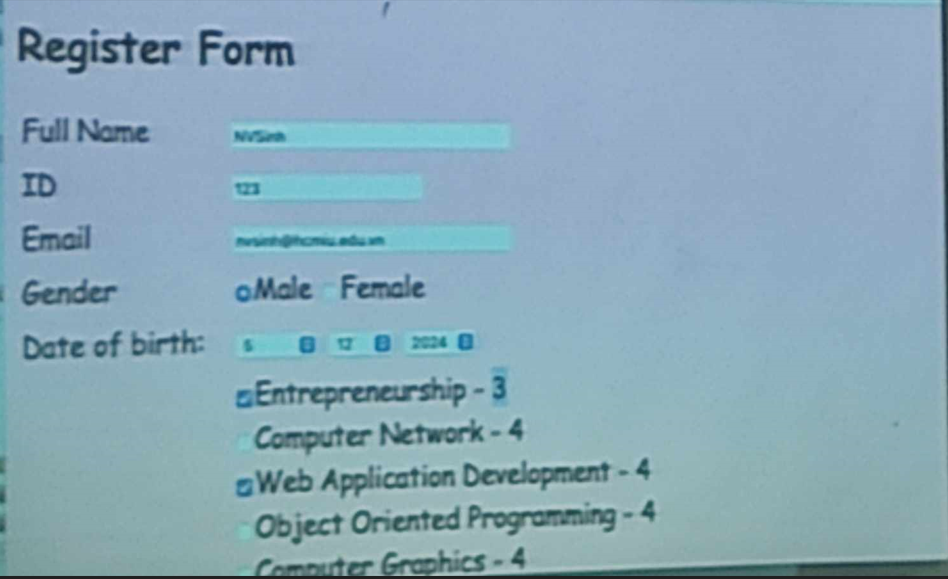 Register Form
Full Name NVSinh
ID 123
Email nvsinh@hcmiu.edu.vn
Gender Male Female
Date of birth: 5 12 2024
Entrepreneurship - 3
Computer Network - 4
Web Application Development - 4
Object Oriented Programming - 4
Computer Graphics - 4